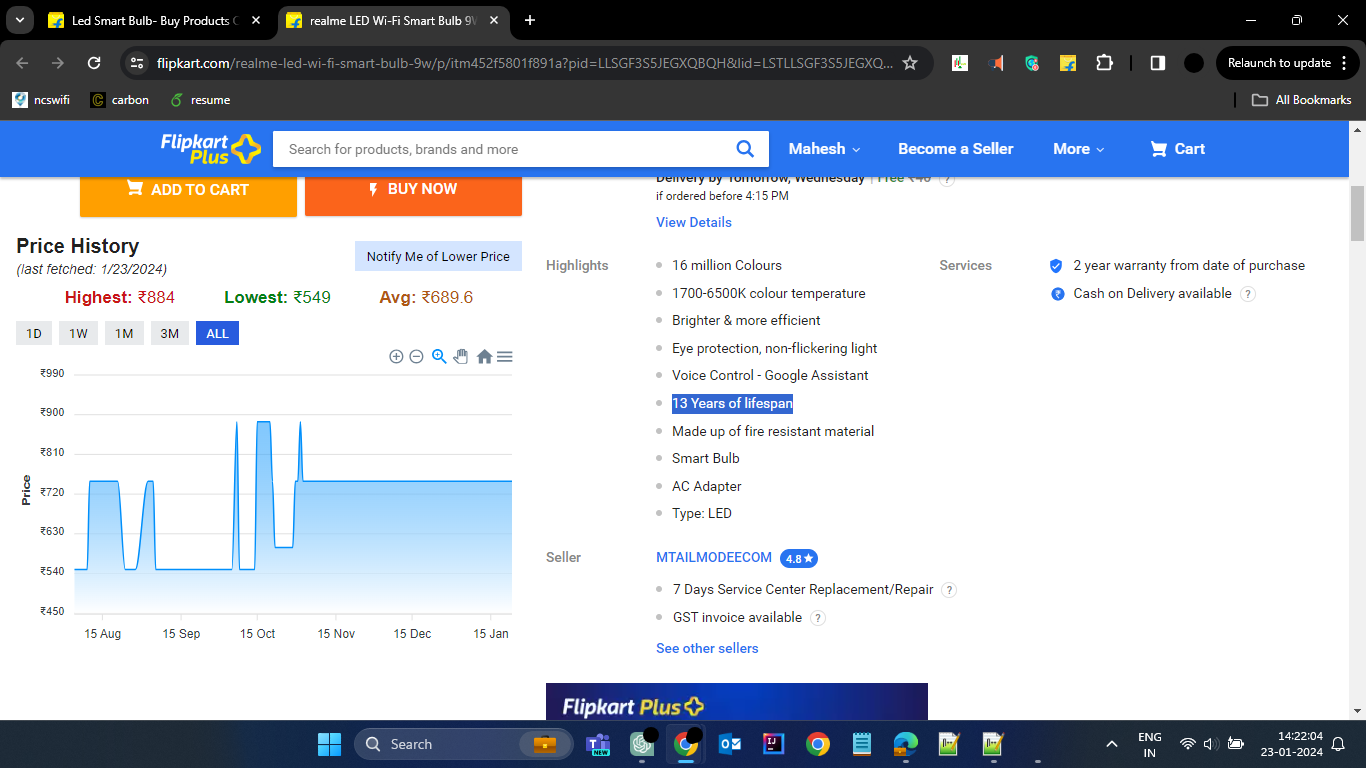 Led Smart Bulb- Buy Products
realme LED Wi-Fi Smart Bulb 9W
flipkart.com/realme-led-wi-fi-smart-bulb-9w/p/itm452f5801f891a?pid=LLSGF3S5JEGXQBQH&lid=LSTLLSGF3S5JEGXQ...
Relaunch to update
ncswifi
carbon
resume
All Bookmarks
Flipkart
Plus
Search for products, brands and more
Mahesh
Become a Seller
More
Cart
ADD TO CART
BUY NOW
Delivery by Tomorrow, Wednesday | Free ₹40 ?
if ordered before 4:15 PM
View Details
Price History
(last fetched: 1/23/2024)
Notify Me of Lower Price
Highest: ₹884
Lowest: ₹549
Avg: ₹689.6
1D
1W
1M
3M
ALL
₹990
₹900
₹810
₹720
₹630
₹540
₹450
Price
15 Aug
15 Sep
15 Oct
15 Nov
15 Dec
15 Jan
Highlights
16 million Colours
1700-6500K colour temperature
Brighter & more efficient
Eye protection, non-flickering light
Voice Control - Google Assistant
13 Years of lifespan
Made up of fire resistant material
Smart Bulb
AC Adapter
Type: LED
Services
2 year warranty from date of purchase
₹ Cash on Delivery available ?
Seller
MTAILMODEECOM 4.8★
7 Days Service Center Replacement/Repair ?
GST invoice available ?
See other sellers
Flipkart Plus
Search
NEW
ENG
IN
14:22:04
23-01-2024